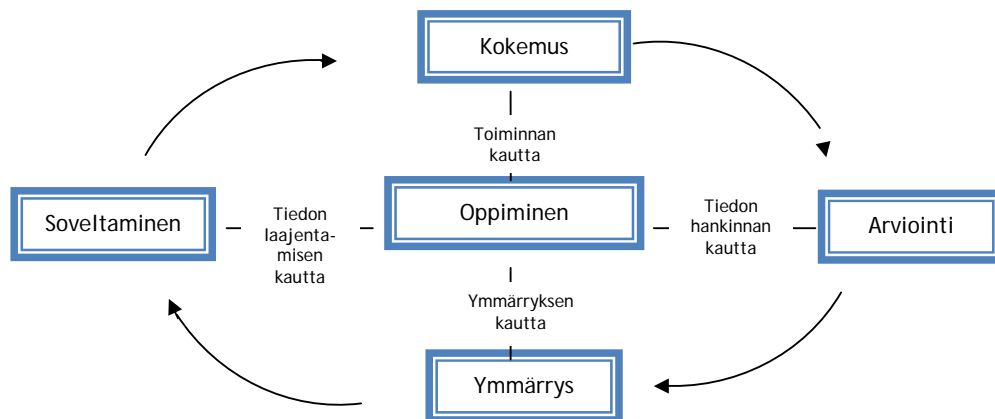 Kokemus
Toiminnan
kautta
Soveltaminen
Tiedon
laajenta-
misen
kautta
Oppiminen
Tiedon
hankinnan
kautta
Arviointi
Ymmärryksen
kautta
Ymmärrys